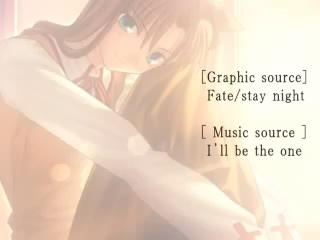 [Graphic source]
Fate/stay night
[ Music source ]
I'll be the one